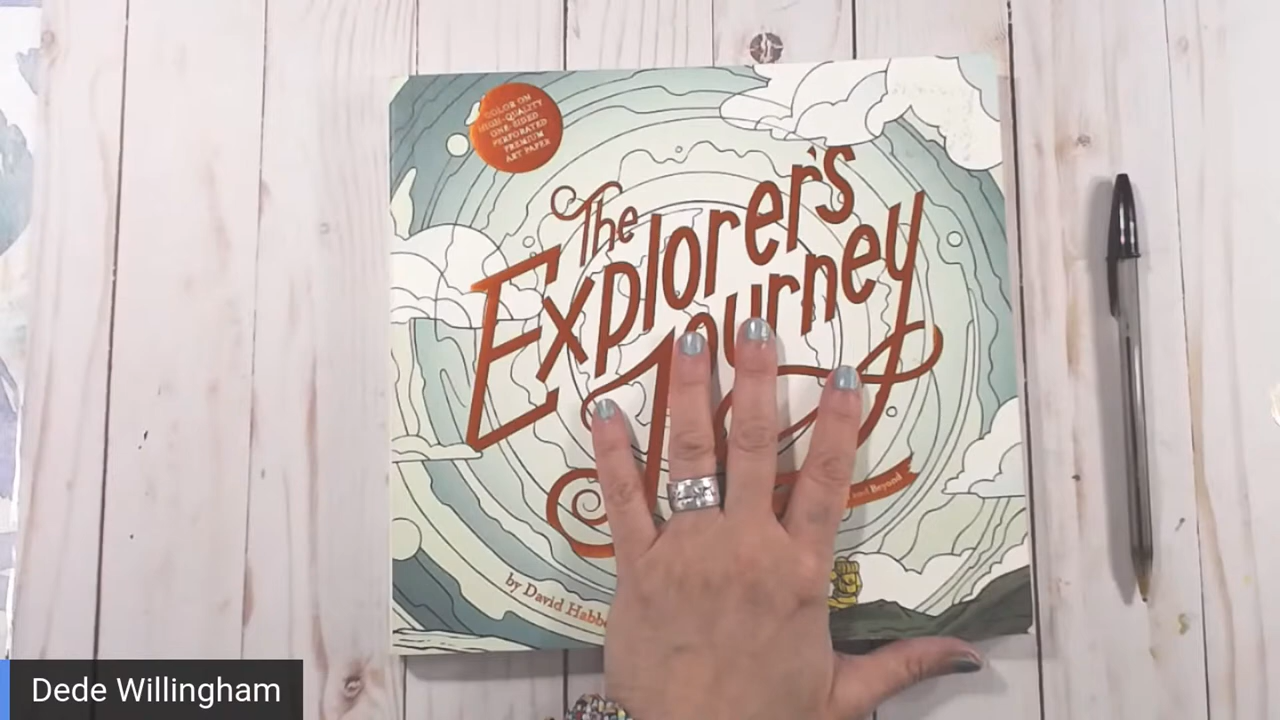 COLOR ON
HIGH-QUALITY
ONE-SIDED
PERFORATED
PREMIUM
ART PAPER
The
Explorer's
Journey
and Beyond
by David Habbe
Dede Willingham